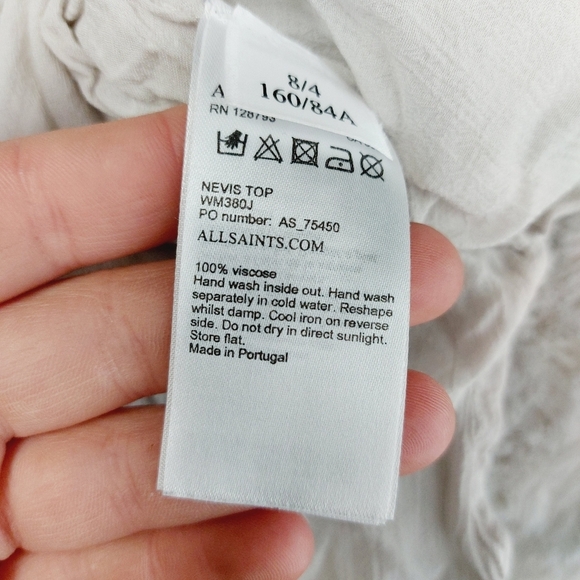 8/4
160/84A
A
RN 128793
NEVIS TOP
WM380J
PO number: AS_75450
ALLSAINTS.COM
100% viscose
Hand wash inside out. Hand wash
separately in cold water. Reshape
whilst damp. Cool iron on reverse
side. Do not dry in direct sunlight.
Store flat.
Made in Portugal